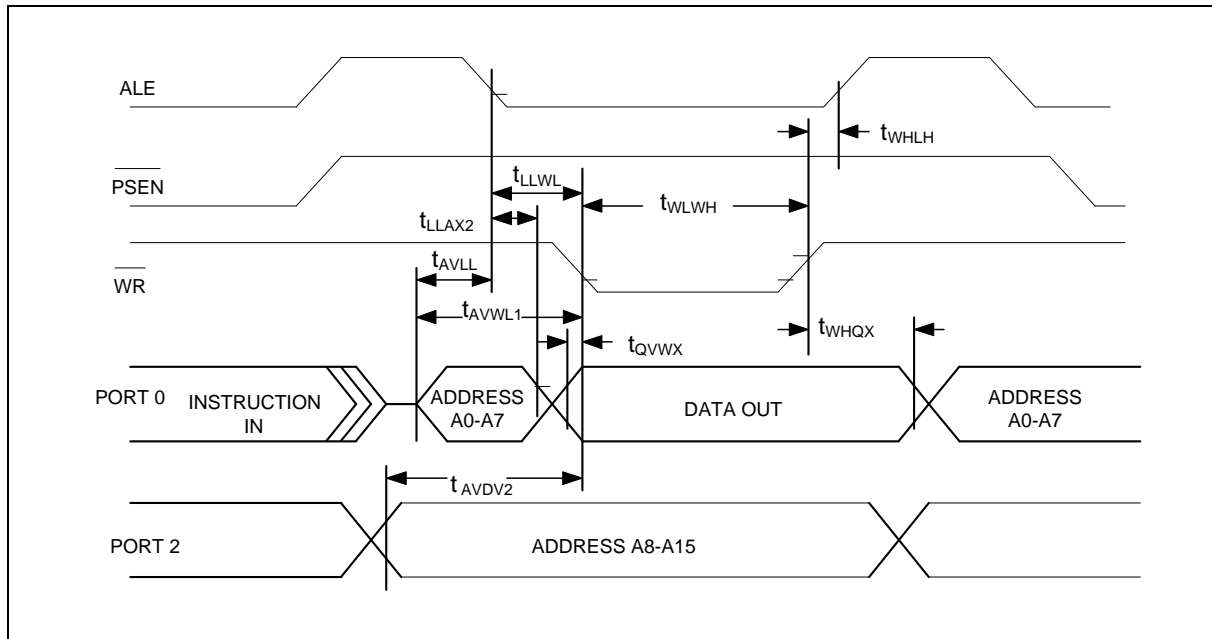 ALE
tWHLH
PSEN
tLLWL
tWLWH
tLLAX2
tAVLL
WR
tAVWL1
tWHQX
tQVWX
PORT 0
INSTRUCTION
IN
ADDRESS
A0-A7
DATA OUT
ADDRESS
A0-A7
t AVDV2
PORT 2
ADDRESS A8-A15